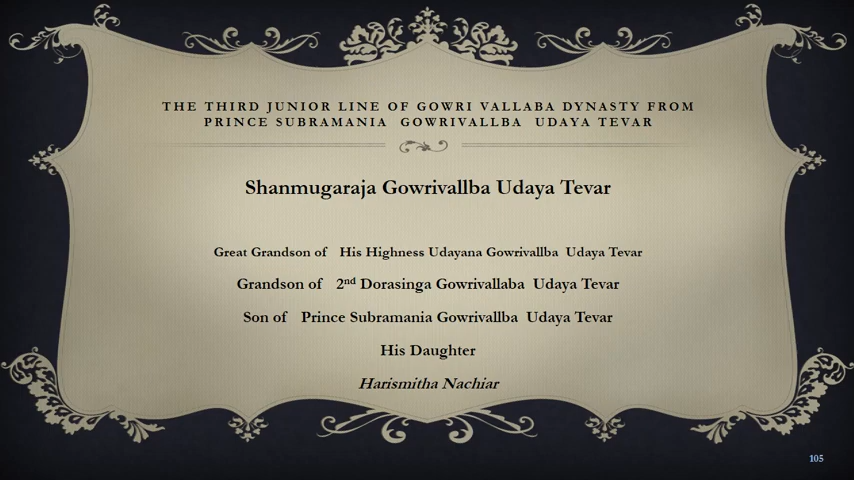 THE THIRD JUNIOR LINE OF GOWRI VALLABA DYNASTY FROM
PRINCE SUBRAMANIA GOWRIVALLBA UDAYA TEVAR
Shanmugaraja Gowrivallba Udaya Tevar
Great Grandson of His Highness Udayana Gowrivallba Udaya Tevar
Grandson of 2nd Dorasinga Gowrivallaba Udaya Tevar
Son of Prince Subramania Gowrivallba Udaya Tevar
His Daughter
Harismitha Nachiar
105